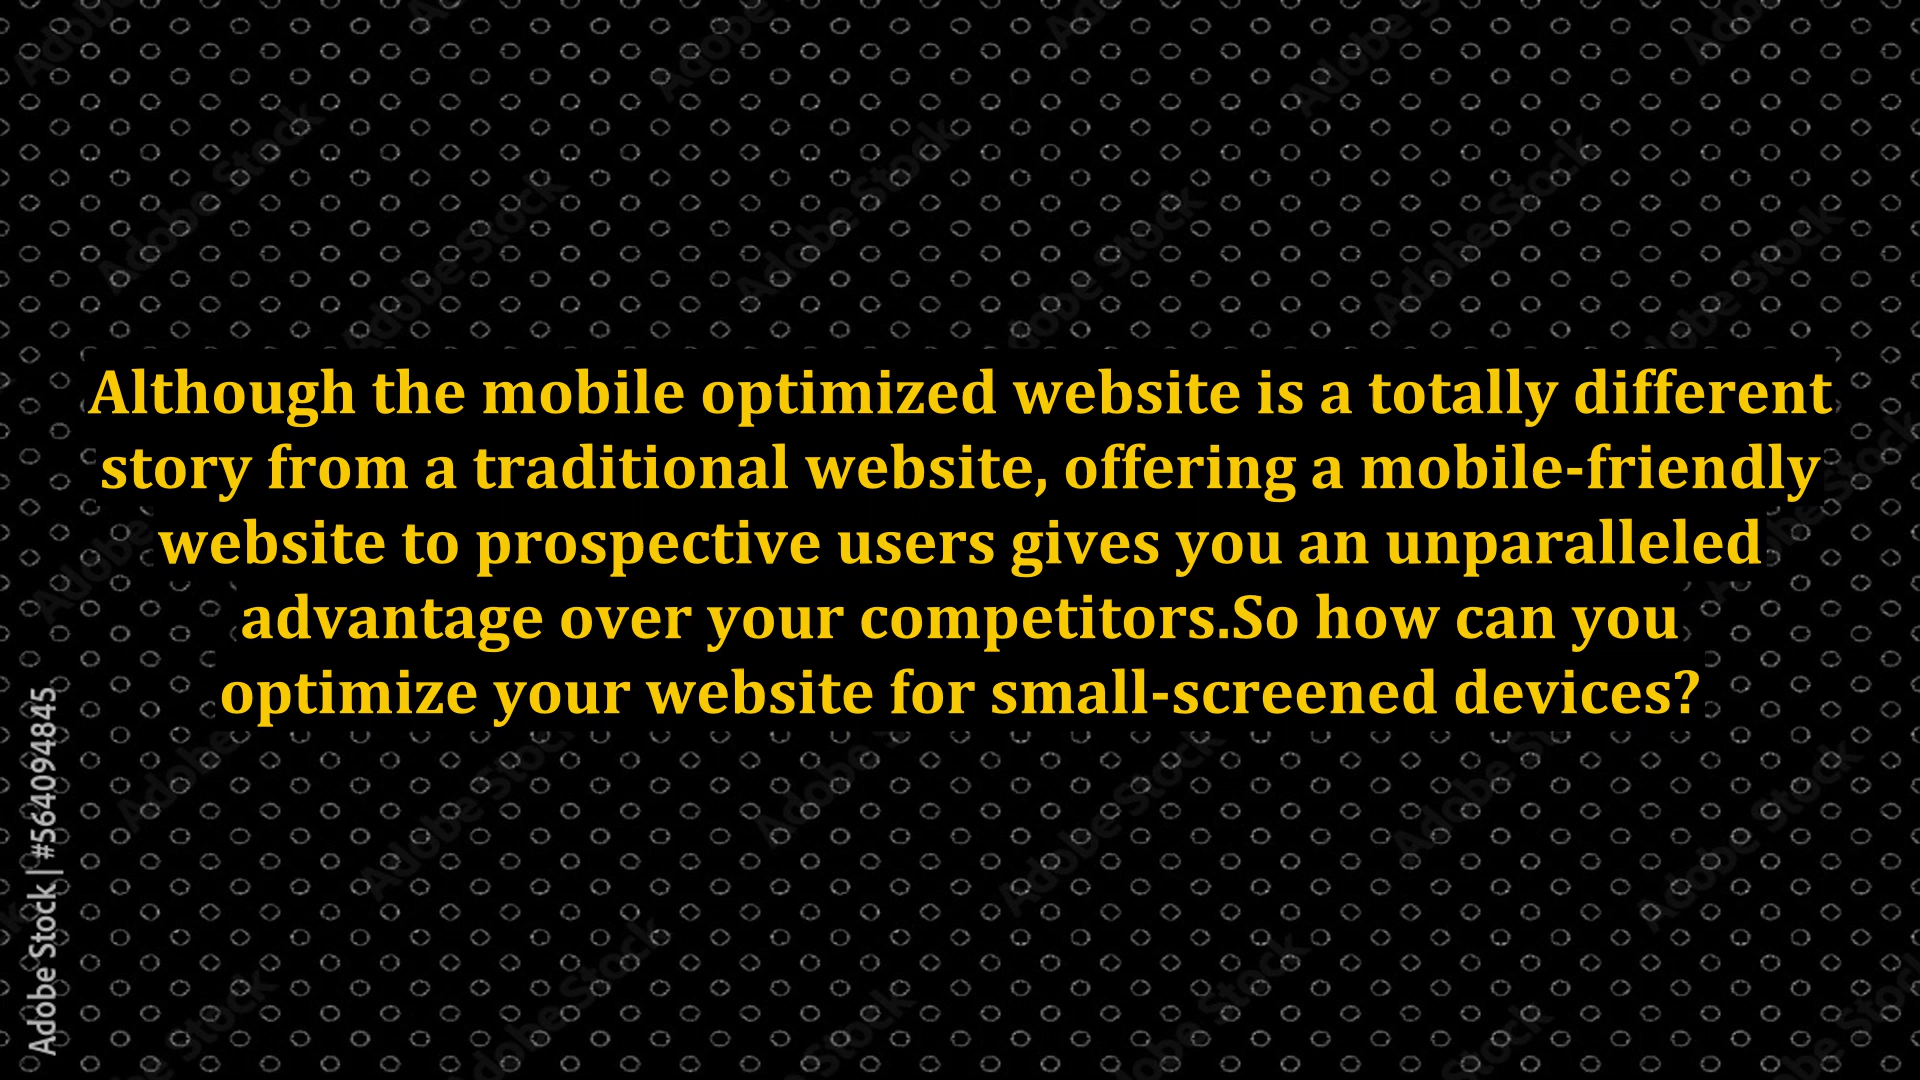 Although the mobile optimized website is a totally different
story from a traditional website, offering a mobile-friendly
website to prospective users gives you an unparalleled
advantage over your competitors.So how can you
optimize your website for small-screened devices?
Adobe Stock | #564094845